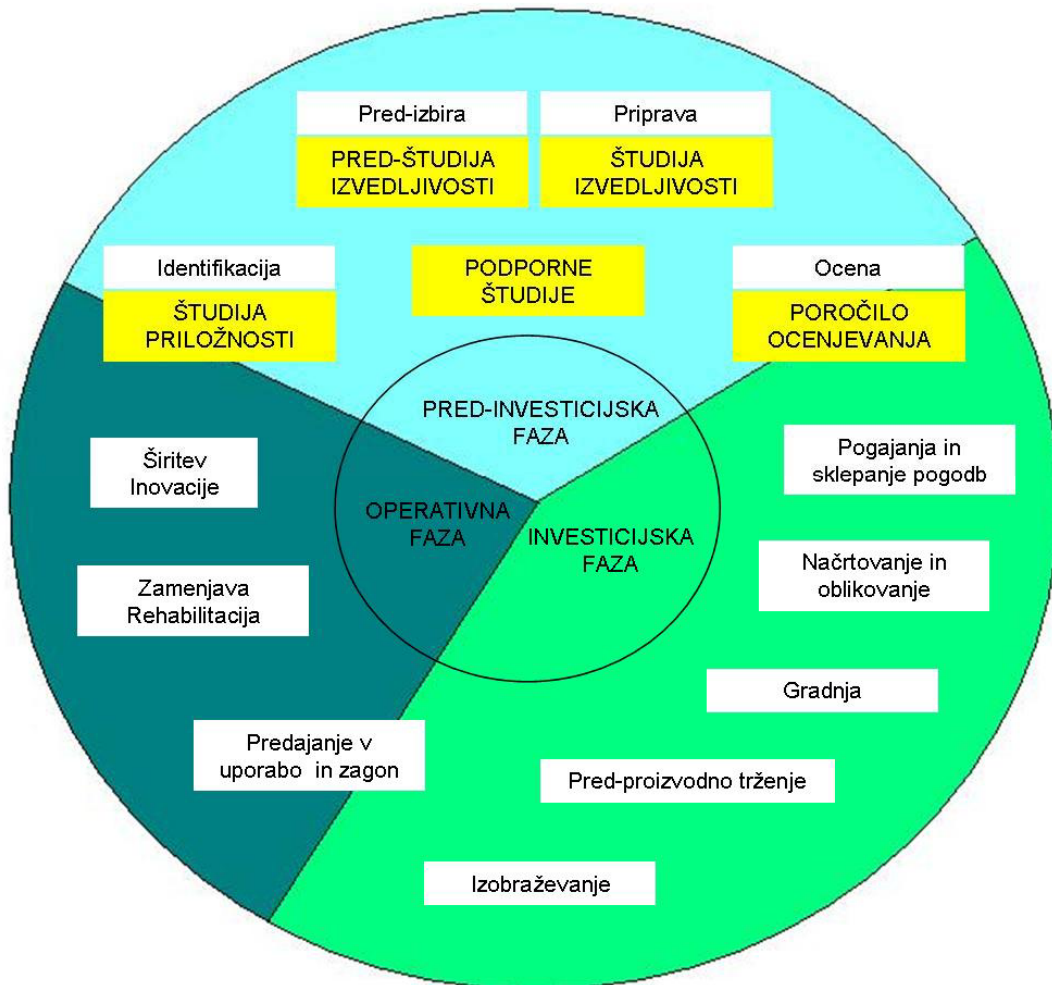 Pred-izbira
PRED-ŠTUDIJA
IZVEDLJIVOSTI
Priprava
ŠTUDIJA
IZVEDLJIVOSTI
Identifikacija
ŠTUDIJA
PRILOŽNOSTI
PODPORNE
ŠTUDIJE
Ocena
POROČILO
OCENJEVANJA
PRED-INVESTICIJSKA
FAZA
OPERATIVNA
FAZA
INVESTICIJSKA
FAZA
Širitev
Inovacije
Zamenjava
Rehabilitacija
Predajanje v
uporabo in zagon
Pogajanja in
sklepanje pogodb
Načrtovanje in
oblikovanje
Gradnja
Pred-proizvodno trženje
Izobraževanje